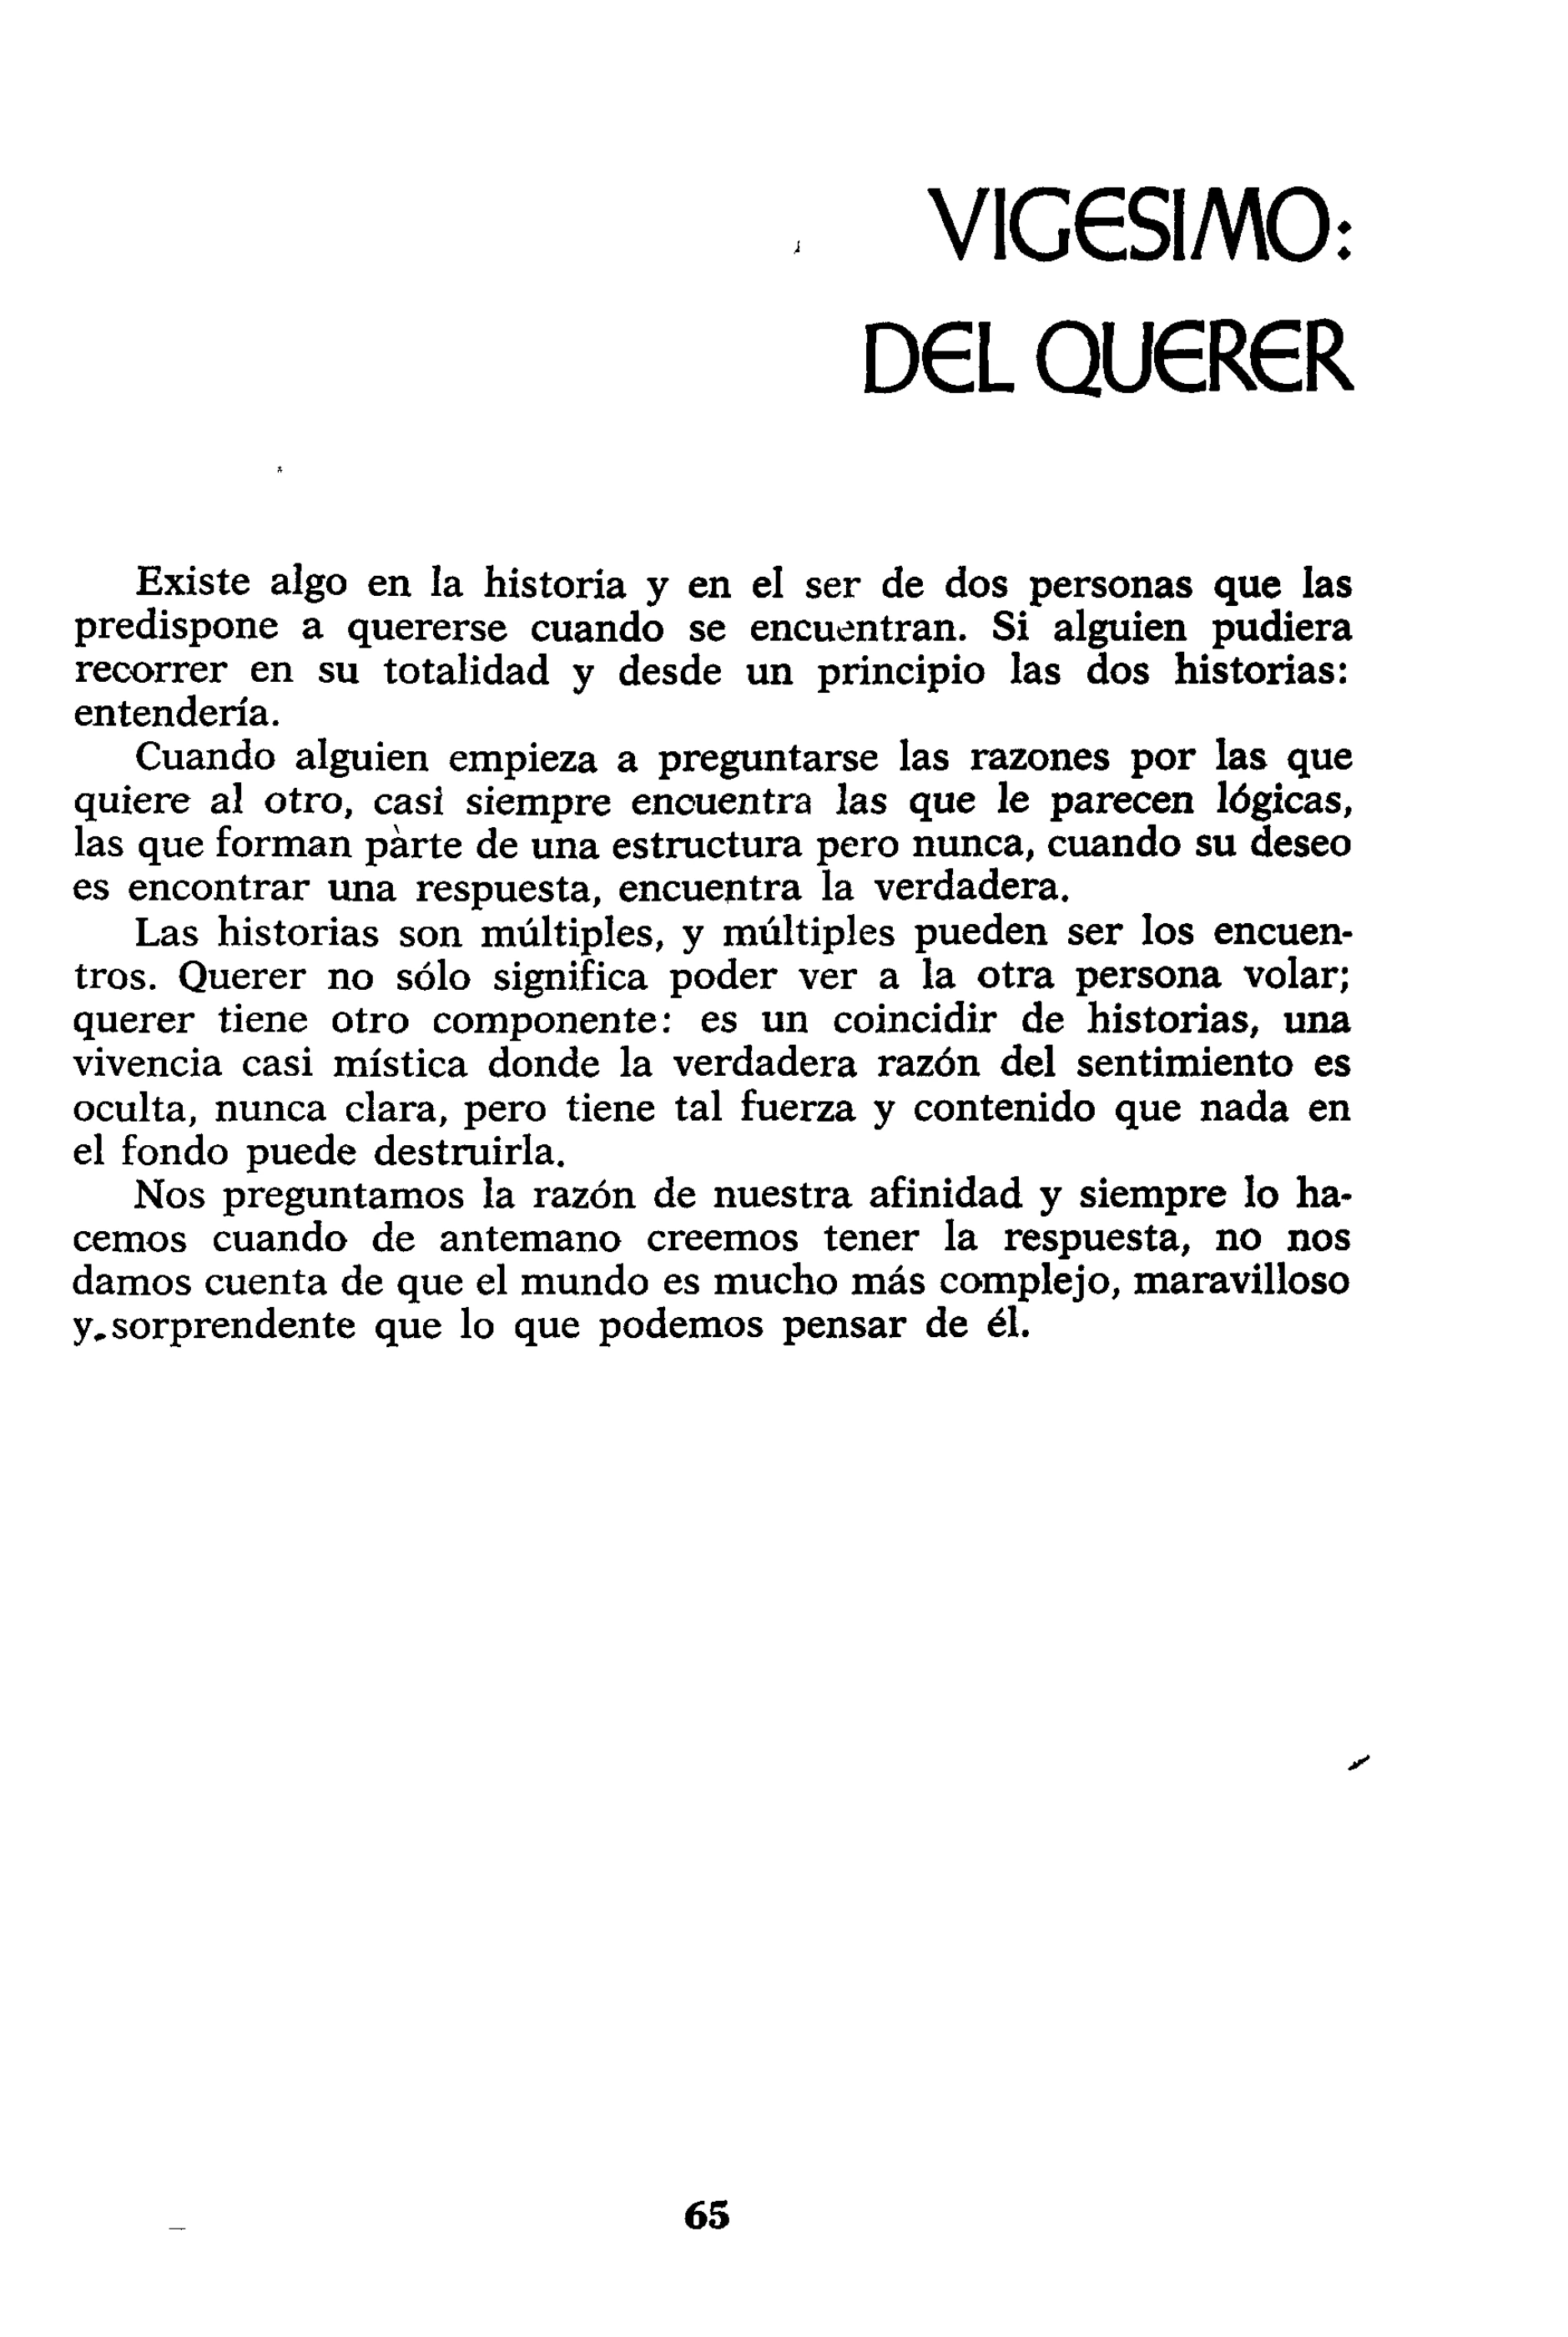 VIGESIMO:
DEL QUERER
Existe algo en la historia y en el ser de dos personas que las
predispone a quererse cuando se encuentran. Si alguien pudiera
recorrer en su totalidad y desde un principio las dos historias:
entendería.
Cuando alguien empieza a preguntarse las razones por las que
quiere al otro, casi siempre encuentra las que le parecen lógicas,
las que forman parte de una estructura pero nunca, cuando su deseo
es encontrar una respuesta, encuentra la verdadera.
Las historias son múltiples, y múltiples pueden ser los encuen-
tros. Querer no sólo significa poder ver a la otra persona volar;
querer tiene otro componente: es un coincidir de historias, una
vivencia casi mística donde la verdadera razón del sentimiento es
oculta, nunca clara, pero tiene tal fuerza y contenido que nada en
el fondo puede destruirla.
Nos preguntamos la razón de nuestra afinidad y siempre lo ha-
cemos cuando de antemano creemos tener la respuesta, no nos
damos cuenta de que el mundo es mucho más complejo, maravilloso
y sorprendente que lo que podemos pensar de él.
65